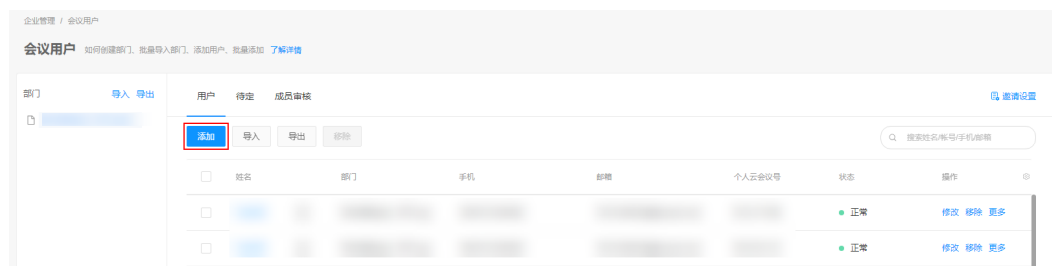 企业管理 / 会议用户
会议用户 如何创建部门、批量导入部门、添加用户、批量添加 了解详情
部门 导入 导出
用户 待定 成员审核 邀请设置
添加 导入 导出 移除 搜索姓名/帐号/手机/邮箱
姓名 部门 手机 邮箱 个人云会议号 状态 操作
正常 修改 移除 更多
正常 修改 移除 更多